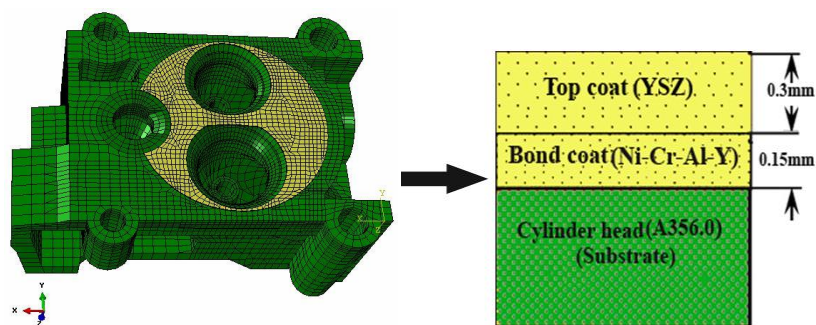 Top coat (YSZ)
0.3mm
Bond coat (Ni-Cr-Al-Y)
0.15mm
Cylinder head (A356.0)
(Substrate)
X
Y
Z
Y
X
Z